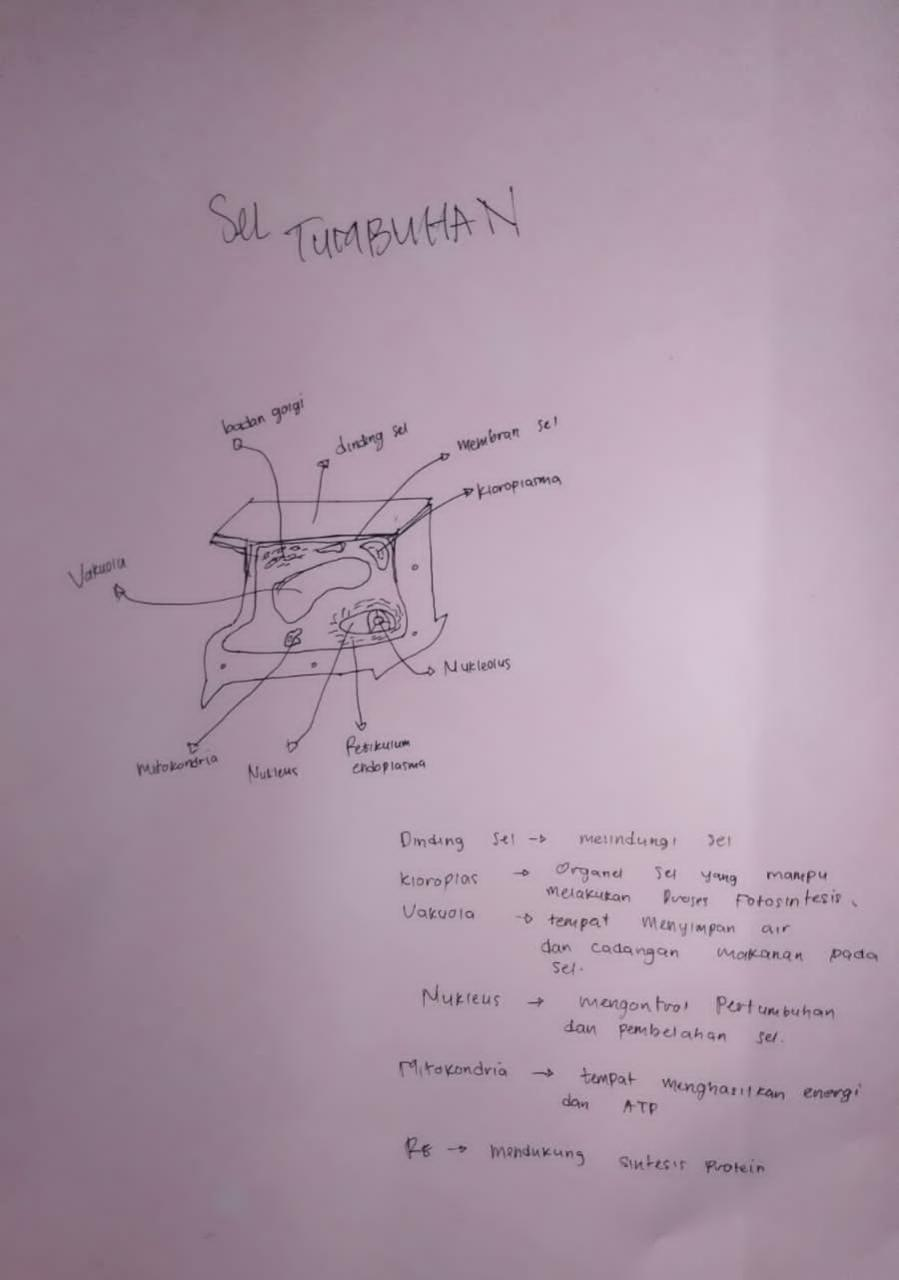 Sel TUMBUHAN
badan golgi
dinding sel
membran sel
kloroplasma
Vakuola
Nukleolus
Mitokondria
Nukleus
Retikulum
endoplasma
Dinding sel → melindungi sel
kloroplas → Organel sel yang mampu
melakukan proses Fotosintesis.
Vakuola → tempat menyimpan air
dan cadangan makanan pada
sel.
Nukleus → mengontrol Pertumbuhan
dan pembelahan sel.
Mitokondria → tempat menghasilkan energi
dan ATP
RE → mendukung sintesis protein